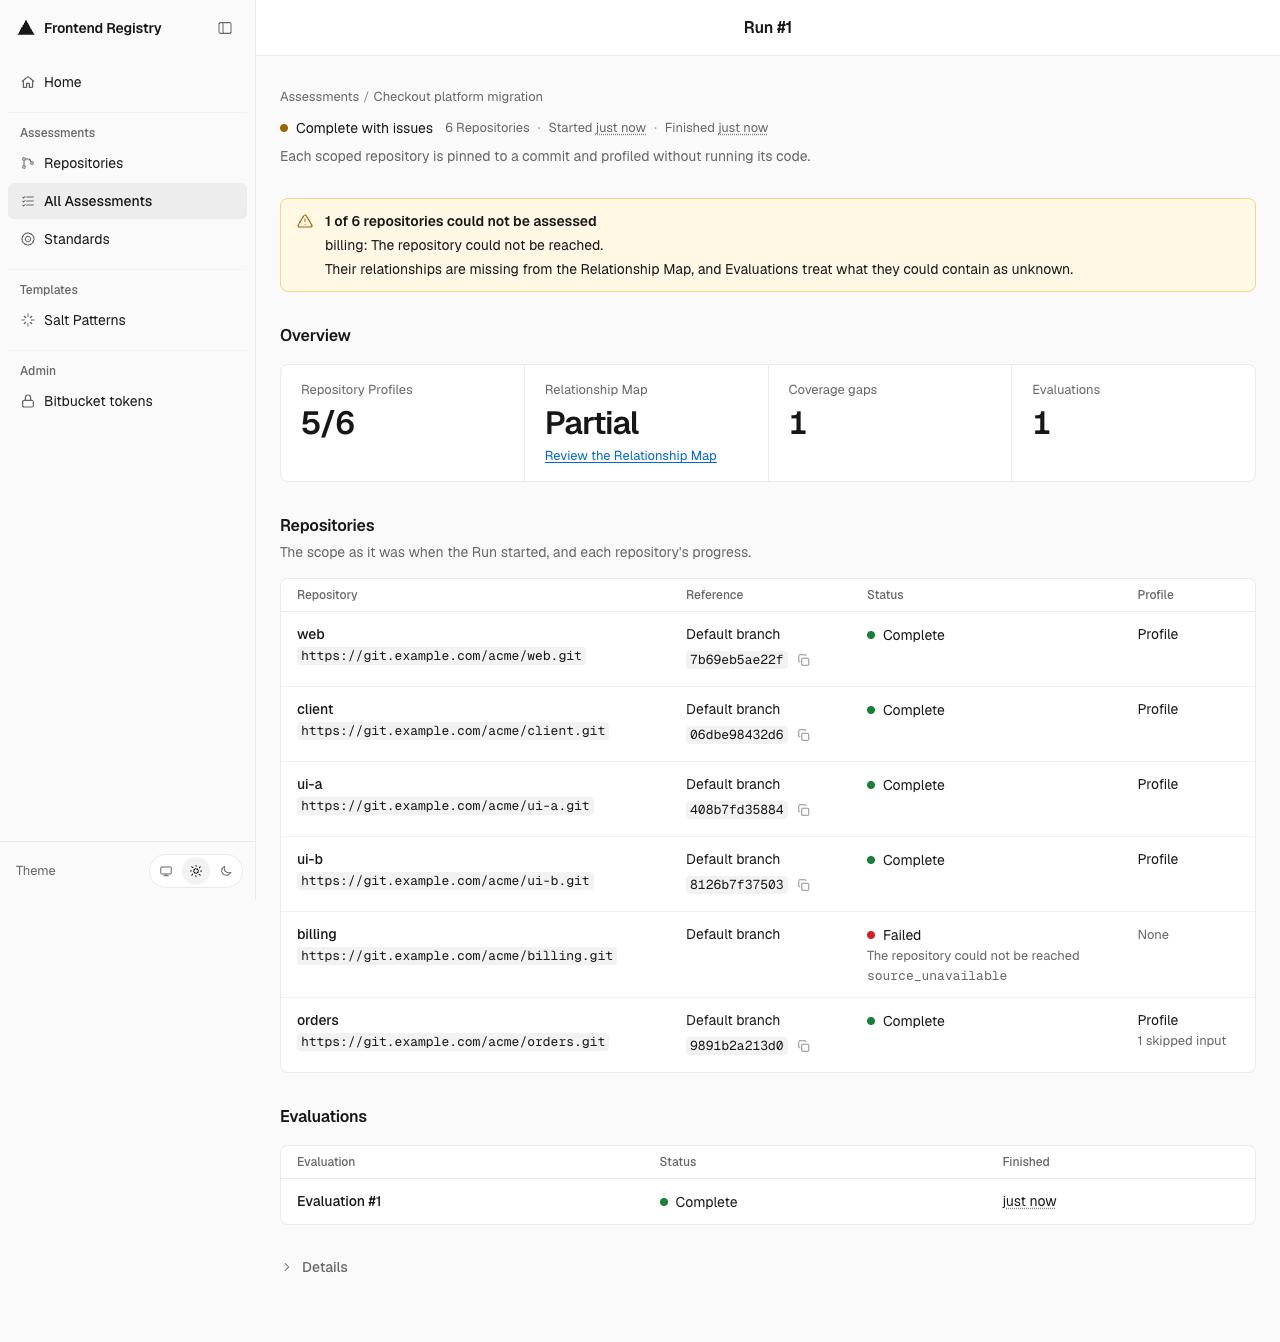 Frontend Registry
Run #1
Home
Assessments
Repositories
All Assessments
Standards
Templates
Salt Patterns
Admin
Bitbucket tokens
Theme
Assessments / Checkout platform migration
Complete with issues 6 Repositories · Started just now · Finished just now
Each scoped repository is pinned to a commit and profiled without running its code.
1 of 6 repositories could not be assessed
billing: The repository could not be reached.
Their relationships are missing from the Relationship Map, and Evaluations treat what they could contain as unknown.
Overview
Repository Profiles Relationship Map Coverage gaps Evaluations
5/6 Partial 1 1
Review the Relationship Map
Repositories
The scope as it was when the Run started, and each repository's progress.
Repository Reference Status Profile
web Default branch Complete Profile
https://git.example.com/acme/web.git 7b69eb5ae22f
client Default branch Complete Profile
https://git.example.com/acme/client.git 06dbe98432d6
ui-a Default branch Complete Profile
https://git.example.com/acme/ui-a.git 408b7fd35884
ui-b Default branch Complete Profile
https://git.example.com/acme/ui-b.git 8126b7f37503
billing Default branch Failed None
https://git.example.com/acme/billing.git The repository could not be reached
source_unavailable
orders Default branch Complete Profile
https://git.example.com/acme/orders.git 9891b2a213d0 1 skipped input
Evaluations
Evaluation Status Finished
Evaluation #1 Complete just now
Details